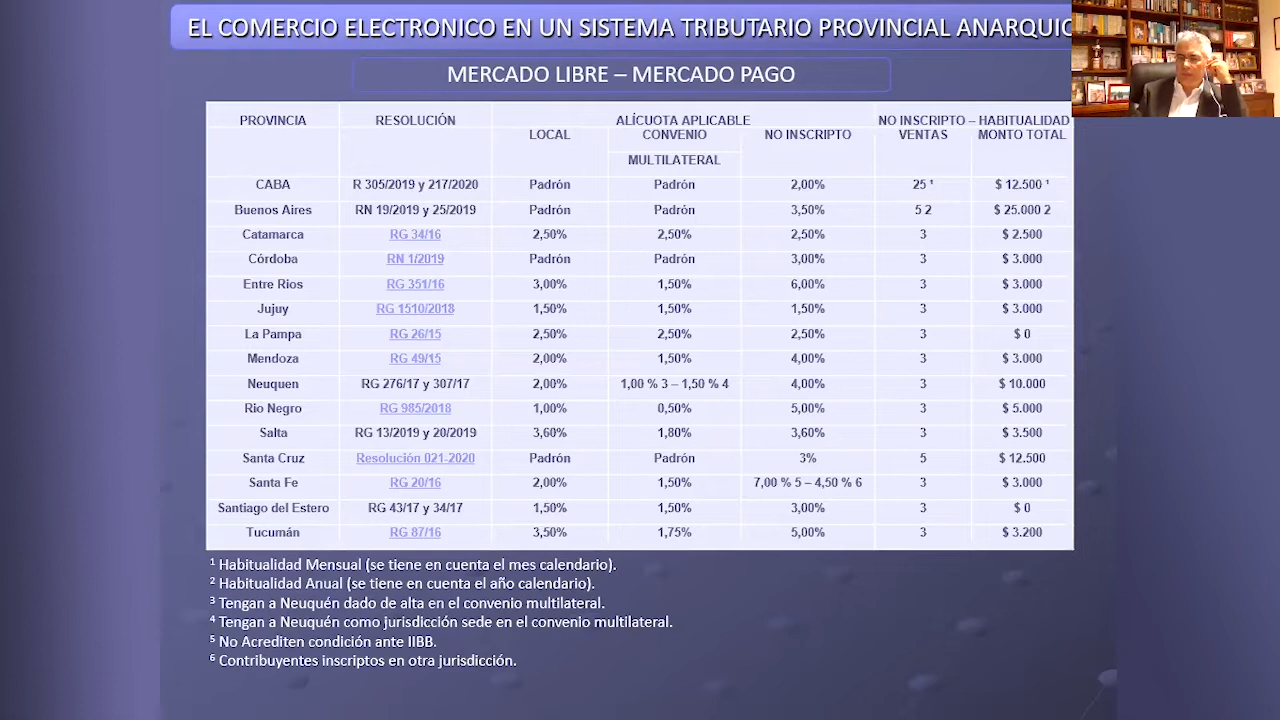 EL COMERCIO ELECTRONICO EN UN SISTEMA TRIBUTARIO PROVINCIAL ANARQUIC
MERCADO LIBRE – MERCADO PAGO
PROVINCIA RESOLUCIÓN ALÍCUOTA APLICABLE NO INSCRIPTO – HABITUALIDAD
LOCAL CONVENIO NO INSCRIPTO VENTAS MONTO TOTAL
MULTILATERAL
CABA R 305/2019 y 217/2020 Padrón Padrón 2,00% 25 ¹ $ 12.500 ¹
Buenos Aires RN 19/2019 y 25/2019 Padrón Padrón 3,50% 5 2 $ 25.000 2
Catamarca RG 34/16 2,50% 2,50% 2,50% 3 $ 2.500
Córdoba RN 1/2019 Padrón Padrón 3,00% 3 $ 3.000
Entre Rios RG 351/16 3,00% 1,50% 6,00% 3 $ 3.000
Jujuy RG 1510/2018 1,50% 1,50% 1,50% 3 $ 3.000
La Pampa RG 26/15 2,50% 2,50% 2,50% 3 $ 0
Mendoza RG 49/15 2,00% 1,50% 4,00% 3 $ 3.000
Neuquen RG 276/17 y 307/17 2,00% 1,00 % 3 – 1,50 % 4 4,00% 3 $ 10.000
Rio Negro RG 985/2018 1,00% 0,50% 5,00% 3 $ 5.000
Salta RG 13/2019 y 20/2019 3,60% 1,80% 3,60% 3 $ 3.500
Santa Cruz Resolución 021-2020 Padrón Padrón 3% 5 $ 12.500
Santa Fe RG 20/16 2,00% 1,50% 7,00 % 5 – 4,50 % 6 3 $ 3.000
Santiago del Estero RG 43/17 y 34/17 1,50% 1,50% 3,00% 3 $ 0
Tucumán RG 87/16 3,50% 1,75% 5,00% 3 $ 3.200
¹ Habitualidad Mensual (se tiene en cuenta el mes calendario).
² Habitualidad Anual (se tiene en cuenta el año calendario).
³ Tengan a Neuquén dado de alta en el convenio multilateral.
⁴ Tengan a Neuquén como jurisdicción sede en el convenio multilateral.
⁵ No Acrediten condición ante IIBB.
⁶ Contribuyentes inscriptos en otra jurisdicción.